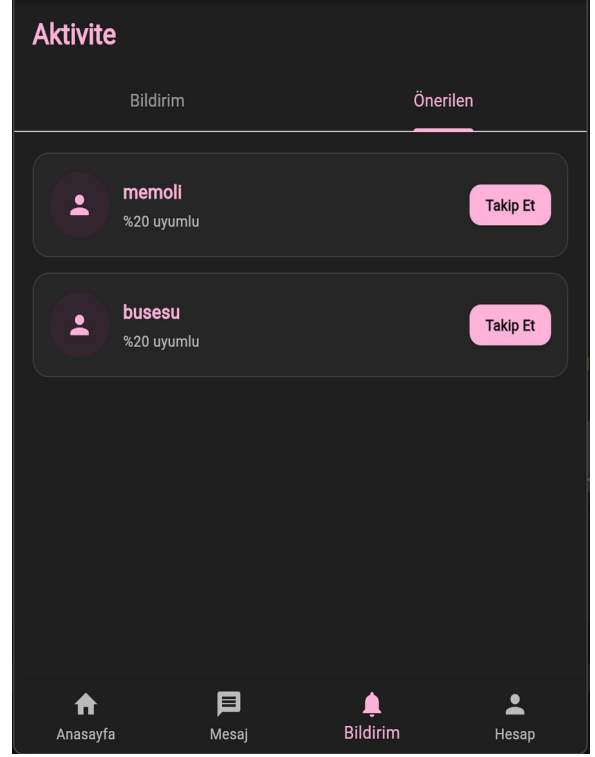 Aktivite
Bildirim
Önerilen
memoli
%20 uyumlu
Takip Et
busesu
%20 uyumlu
Takip Et
Anasayfa
Mesaj
Bildirim
Hesap